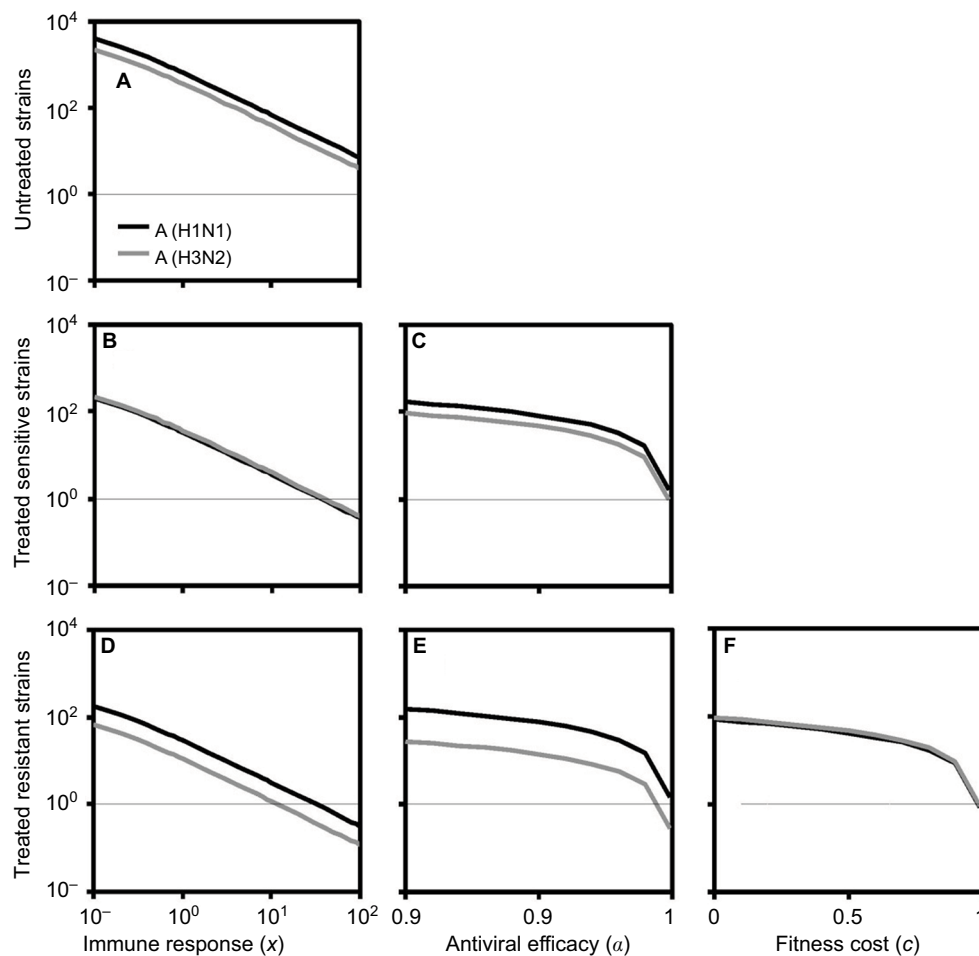 10⁴
A
10²
10⁰
A (H1N1)
A (H3N2)
10⁻
Untreated strains
10⁴
B
C
10²
10⁰
10⁻
Treated sensitive strains
10⁴
D
E
F
10²
10⁰
10⁻
Treated resistant strains
10⁻ 10⁰ 10¹ 10²
0.9 0.9 1
0 0.5 1
Immune response (x)
Antiviral efficacy (α)
Fitness cost (c)